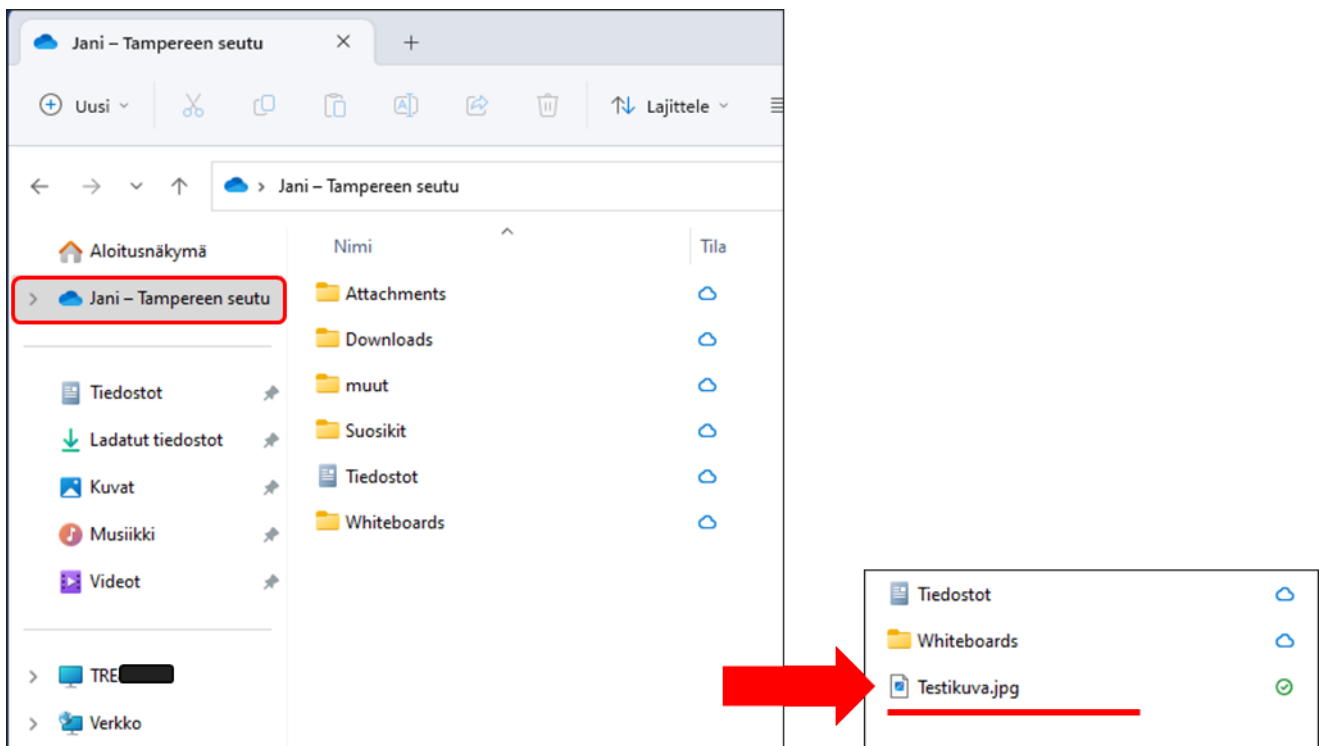 Jani – Tampereen seutu
Uusi
Lajittele
Jani – Tampereen seutu
Aloitusnäkymä
Jani – Tampereen seutu
Tiedostot
Ladatut tiedostot
Kuvat
Musiikki
Videot
TRE
Verkko
Nimi Tila
Attachments
Downloads
muut
Suosikit
Tiedostot
Whiteboards
Tiedostot
Whiteboards
Testikuva.jpg